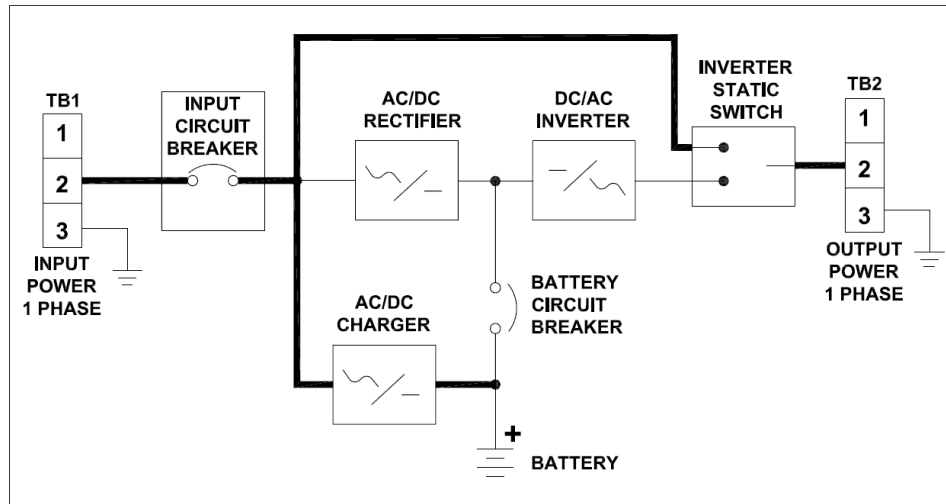 TB1
1
2
3
INPUT
POWER
1 PHASE
INPUT
CIRCUIT
BREAKER
AC/DC
RECTIFIER
DC/AC
INVERTER
INVERTER
STATIC
SWITCH
TB2
1
2
3
OUTPUT
POWER
1 PHASE
AC/DC
CHARGER
BATTERY
CIRCUIT
BREAKER
+
BATTERY